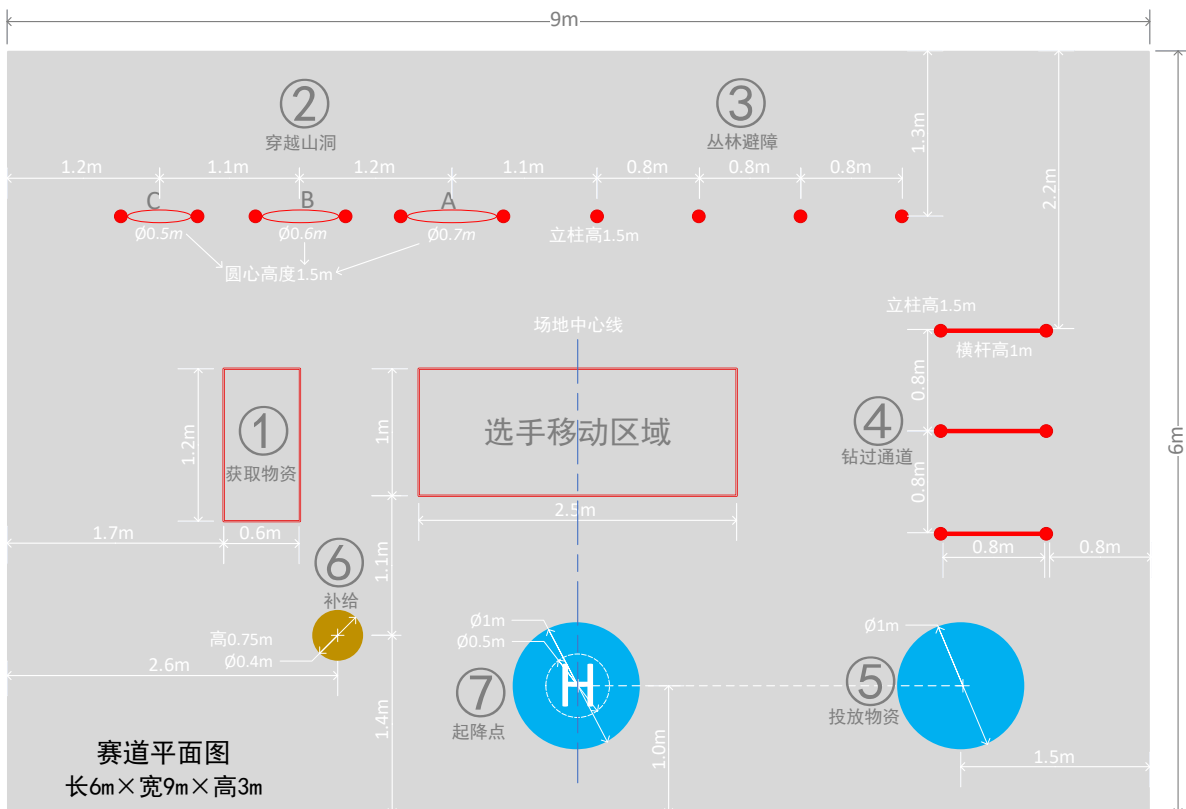 9m
②
③
穿越山洞
丛林避障
1.3m
1.2m
1.1m
1.2m
1.1m
0.8m
0.8m
0.8m
2.2m
C
B
A
Ø0.5m
Ø0.6m
Ø0.7m
立柱高1.5m
圆心高度1.5m
立柱高1.5m
场地中心线
横杆高1m
0.8m
①
获取物资
1.2m
1m
选手移动区域
④
钻过通道
6m
0.8m
2.5m
1.7m
0.6m
0.8m
0.8m
⑥
补给
1.1m
高0.75m
Ø0.4m
2.6m
Ø1m
Ø0.5m
H
⑦
起降点
Ø1m
⑤
投放物资
1.4m
1.0m
1.5m
赛道平面图
长6m×宽9m×高3m